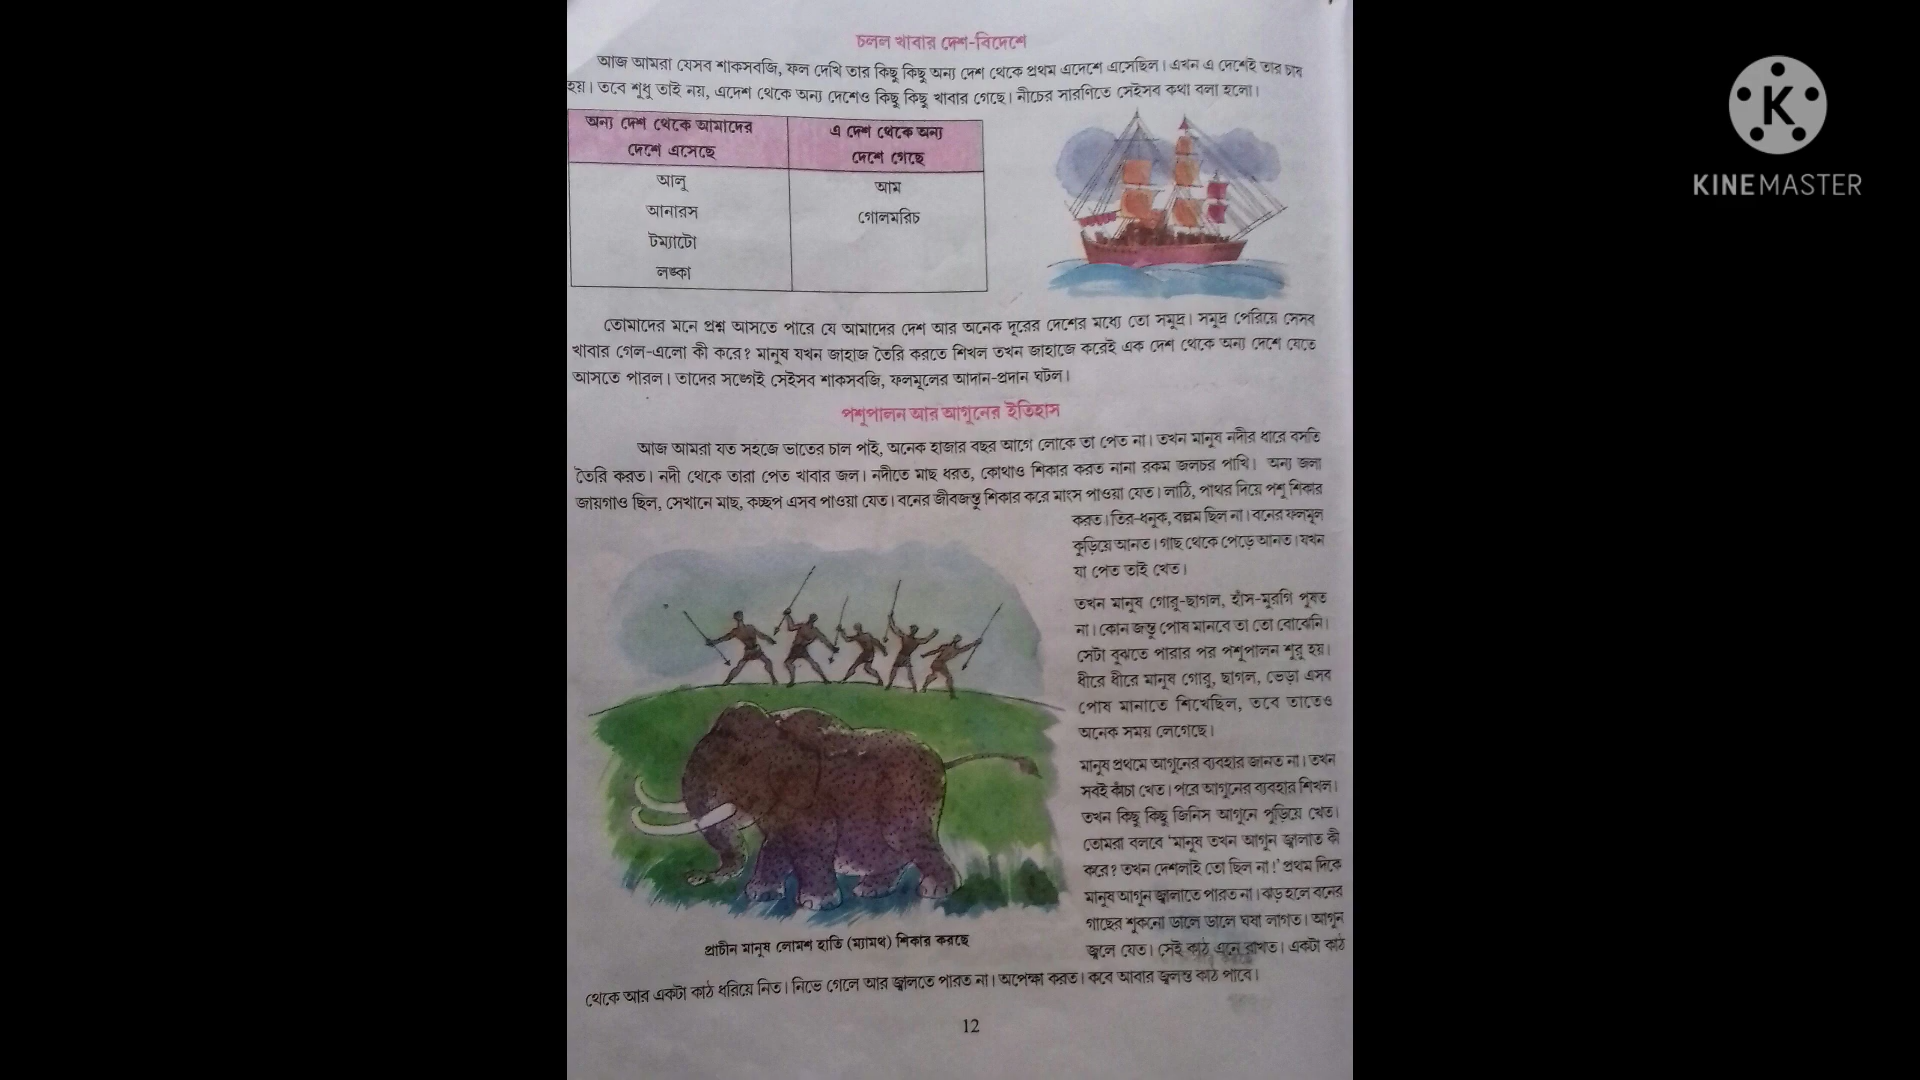 চলল খাবার দেশ-বিদেশে
আজ আমরা যেসব শাকসবজি, ফল দেখি তার কিছু কিছু অন্য দেশ থেকে প্রথম এদেশে এসেছিল। এখন এ দেশেই তার চাষ
হয়। তবে শুধু তাই নয়, এদেশ থেকে অন্য দেশেও কিছু কিছু খাবার গেছে। নীচের সারণিতে সেইসব কথা বলা হলো।
অন্য দেশ থেকে আমাদের
দেশে এসেছে
এ দেশ থেকে অন্য
দেশে গেছে
আলু
আম
আনারস
গোলমরিচ
টম্যাটো
লঙ্কা
তোমাদের মনে প্রশ্ন আসতে পারে যে আমাদের দেশ আর অনেক দূরের দেশের মধ্যে তো সমুদ্র। সমুদ্র পেরিয়ে সেসব
খাবার গেল-এলো কী করে? মানুষ যখন জাহাজ তৈরি করতে শিখল তখন জাহাজে করেই এক দেশ থেকে অন্য দেশে যেতে
আসতে পারল। তাদের সঙ্গেই সেইসব শাকসবজি, ফলমূলের আদান-প্রদান ঘটল।
পশুপালন আর আগুনের ইতিহাস
আজ আমরা যত সহজে ভাতের চাল পাই, অনেক হাজার বছর আগে লোকে তা পেত না। তখন মানুষ নদীর ধারে বসতি
তৈরি করত। নদী থেকে তারা পেত খাবার জল। নদীতে মাছ ধরত, কোথাও শিকার করত নানা রকম জলচর পাখি। অন্য জলা
জায়গাও ছিল, সেখানে মাছ, কচ্ছপ এসব পাওয়া যেত। বনের জীবজন্তু শিকার করে মাংস পাওয়া যেত। লাঠি, পাথর দিয়ে পশু শিকার
করত। তির-ধনুক, বল্লম ছিল না। বনের ফলমূল
কুড়িয়ে আনত। গাছ থেকে পেড়ে আনত। যখন
যা পেত তাই খেত।
তখন মানুষ গোরু-ছাগল, হাঁস-মুরগি পুষত
না। কোন জন্তু পোষ মানবে তা তো বোঝেনি।
সেটা বুঝতে পারার পর পশুপালন শুরু হয়।
ধীরে ধীরে মানুষ গোরু, ছাগল, ভেড়া এসব
পোষ মানাতে শিখেছিল, তবে তাতেও
অনেক সময় লেগেছে।
মানুষ প্রথমে আগুনের ব্যবহার জানত না। তখন
সবই কাঁচা খেত। পরে আগুনের ব্যবহার শিখল।
তখন কিছু কিছু জিনিস আগুনে পুড়িয়ে খেত।
তোমরা বলবে ‘মানুষ তখন আগুন জ্বালাত কী
করে? তখন দেশলাই তো ছিল না!’ প্রথম দিকে
মানুষ আগুন জ্বালাতে পারত না। ঝড় হলে বনের
গাছের শুকনো ডালে ডালে ঘষা লাগত। আগুন
জ্বলে যেত। সেই কাঠ এনে রাখত। একটা কাঠ
প্রাচীন মানুষ লোমশ হাতি (ম্যামথ) শিকার করছে
থেকে আর একটা কাঠ ধরিয়ে নিত। নিভে গেলে আর জ্বালতে পারত না। অপেক্ষা করত। কবে আবার জ্বলন্ত কাঠ পাবে।
12
K
KINEMASTER